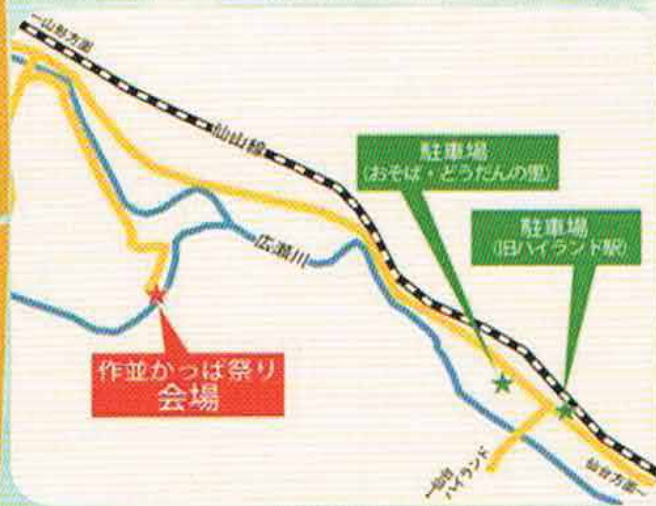 ←山形方面
仙山線
駐車場
(おそば・どうだんの里)
駐車場
(旧ハイランド駅)
広瀬川
作並かっぱ祭り
会場
←仙台
ハイランド
仙台方面→